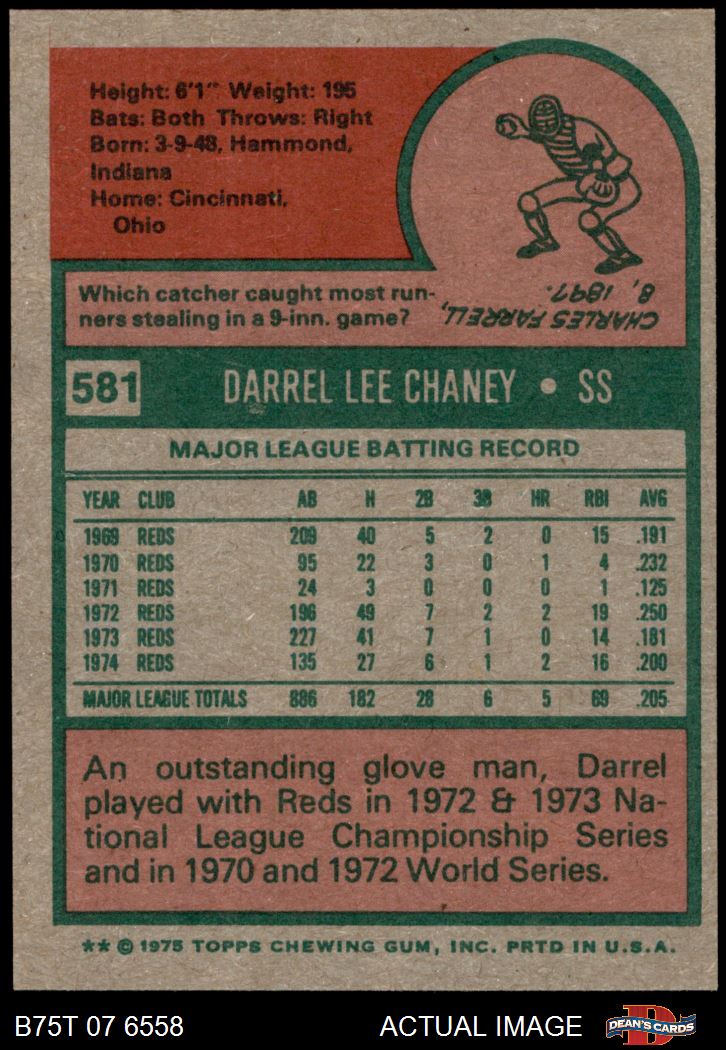 Height: 6'1" Weight: 195
Bats: Both Throws: Right
Born: 3-9-48, Hammond,
Indiana
Home: Cincinnati,
Ohio
Which catcher caught most run-
ners stealing in a 9-inn. game?
CHARLES FARRELL,
8, 1897.
581 DARREL LEE CHANEY • SS
MAJOR LEAGUE BATTING RECORD
YEAR CLUB AB H 2B 3B HR RBI AVG
1969 REDS 209 40 5 2 0 15 .191
1970 REDS 95 22 3 0 1 4 .232
1971 REDS 24 3 0 0 0 1 .125
1972 REDS 196 49 7 2 2 19 .250
1973 REDS 227 41 7 1 0 14 .181
1974 REDS 135 27 6 1 2 16 .200
MAJOR LEAGUE TOTALS 886 182 28 6 5 69 .205
An outstanding glove man, Darrel
played with Reds in 1972 & 1973 Na-
tional League Championship Series
and in 1970 and 1972 World Series.
** © 1975 TOPPS CHEWING GUM, INC. PRTD IN U.S.A.
B75T 07 6558 ACTUAL IMAGE D DEAN'S CARDS